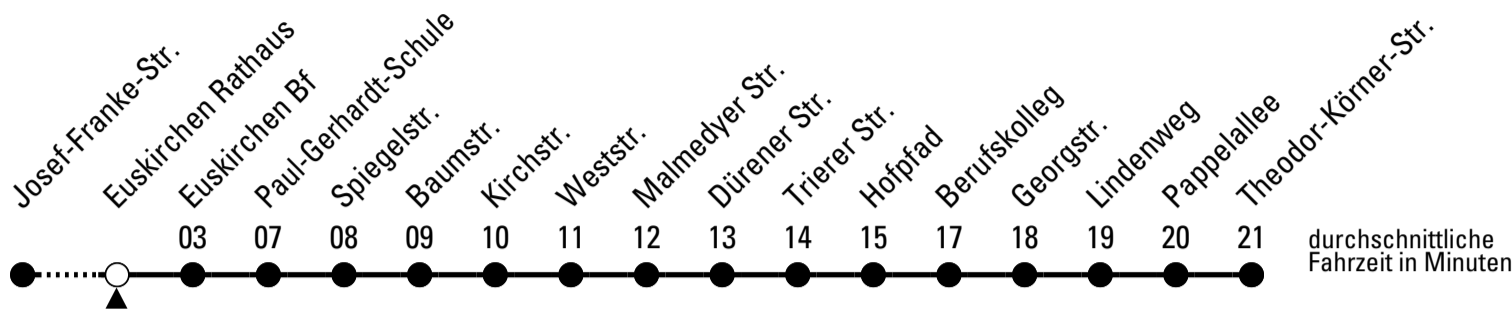 Josef-Franke-Str.
Euskirchen Rathaus
Euskirchen Bf
Paul-Gerhardt-Schule
Spiegelstr.
Baumstr.
Kirchstr.
Weststr.
Malmedyer Str.
Dürener Str.
Trierer Str.
Hofpfad
Berufskolleg
Georgstr.
Lindenweg
Pappelallee
Theodor-Körner-Str.
03 07 08 09 10 11 12 13 14 15 17 18 19 20 21
durchschnittliche
Fahrzeit in Minuten